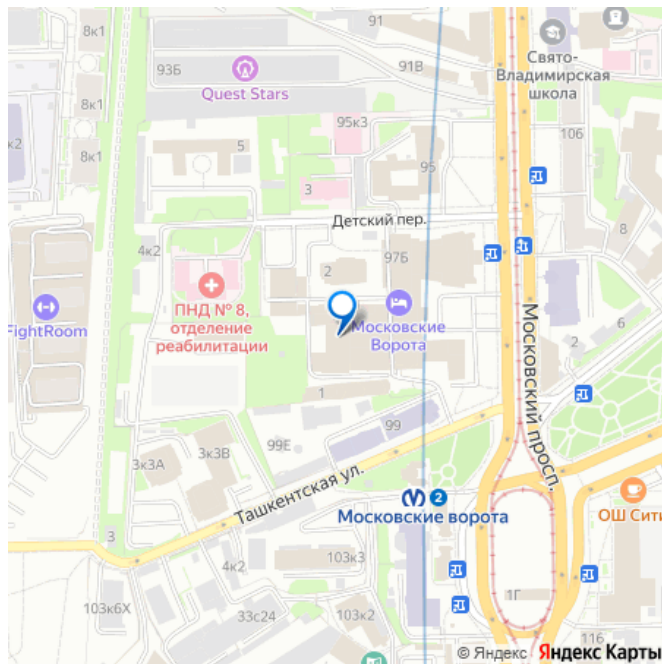 8к1
91
Свято-
Владимирская
школа
93Б
Quest Stars
91В
8к1
к2
8к1
95к3
106
5
95
3
Детский пер.
8
4к2
97Б
2
ПНД № 8,
отделение
реабилитации
FightRoom
Московские
Ворота
6
2
Московский просп.
1
99
99Е
3к3А
3к3В
Ташкентская ул.
2
Московские ворота
ОШ Сити
3
103к3
4к2
1Г
103к6Х
33с24
103к2
116
© Яндекс Яндекс Карты